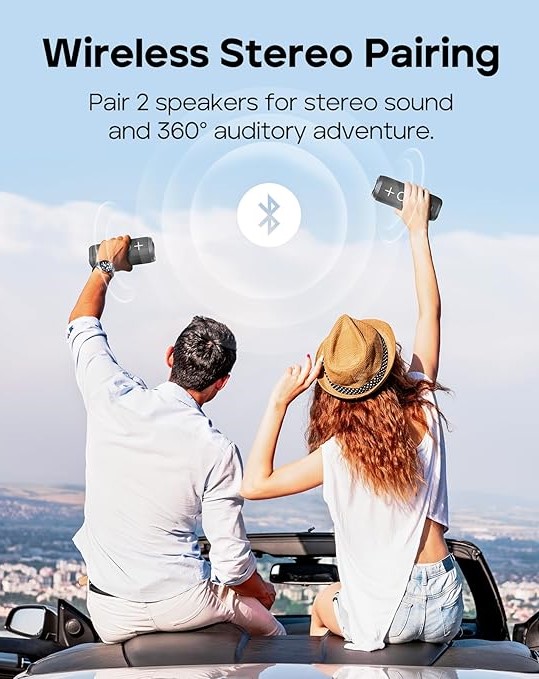 Wireless Stereo Pairing
Pair 2 speakers for stereo sound
and 360° auditory adventure.